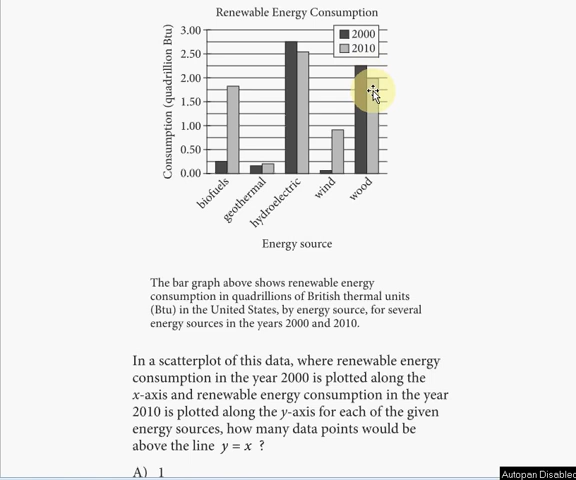 Renewable Energy Consumption
3.00
2.50
2.00
1.50
1.00
0.50
0.00
Consumption (quadrillion Btu)
2000
2010
biofuels
geothermal
hydroelectric
wind
wood
Energy source
The bar graph above shows renewable energy
consumption in quadrillions of British thermal units
(Btu) in the United States, by energy source, for several
energy sources in the years 2000 and 2010.
In a scatterplot of this data, where renewable energy
consumption in the year 2000 is plotted along the
x-axis and renewable energy consumption in the year
2010 is plotted along the y-axis for each of the given
energy sources, how many data points would be
above the line y = x ?
A) 1
Autopan Disabled